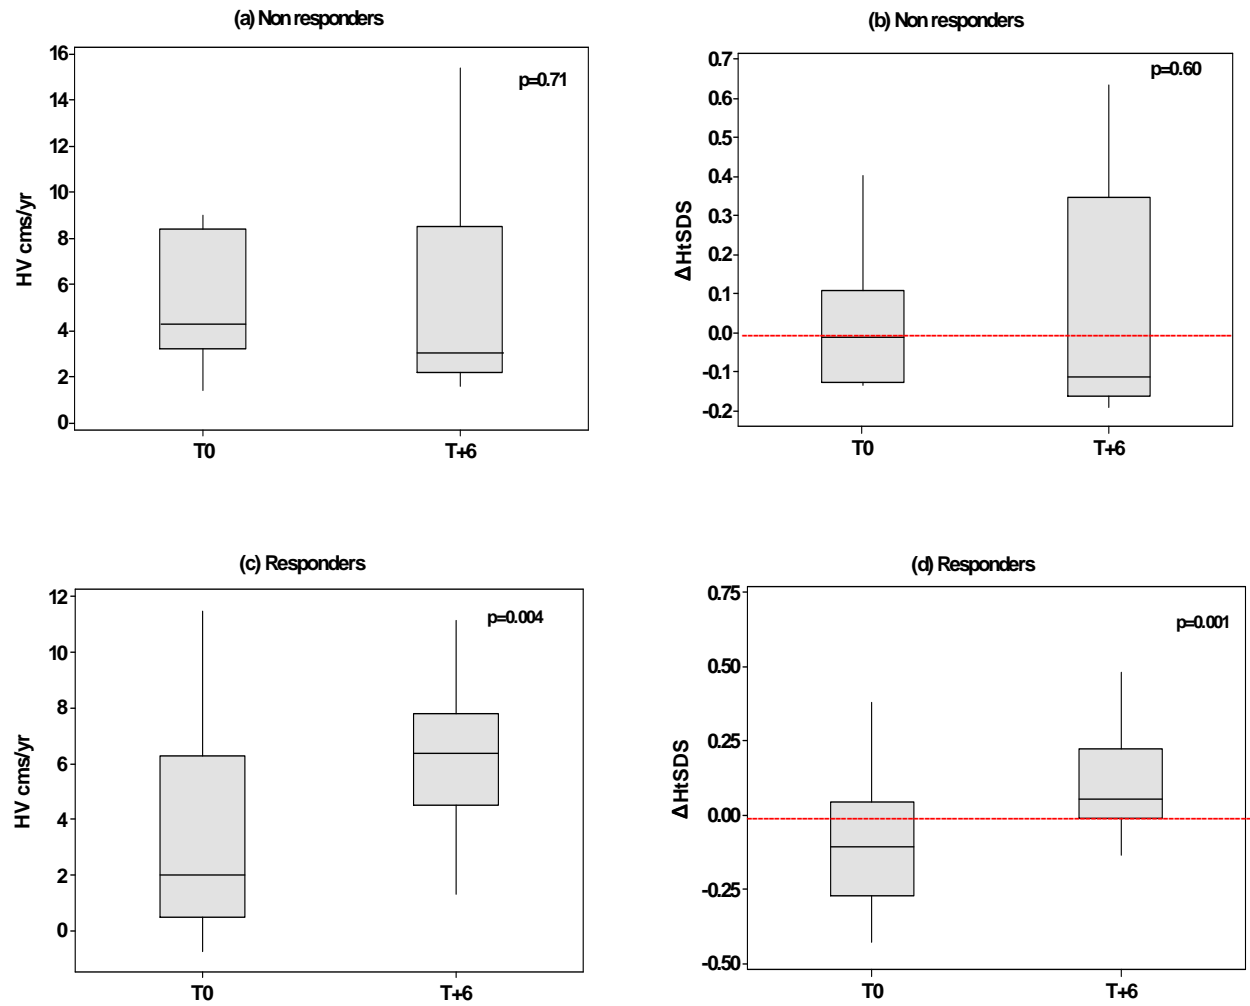 (a) Non responders
16
14
12
10
8
6
4
2
0
HV cms/yr
p=0.71
T0
T+6
(b) Non responders
0.7
0.6
0.5
0.4
0.3
0.2
0.1
0.0
-0.1
-0.2
ΔHtSDS
p=0.60
T0
T+6
(c) Responders
12
10
8
6
4
2
0
HV cms/yr
p=0.004
T0
T+6
(d) Responders
0.75
0.50
0.25
0.00
-0.25
-0.50
ΔHtSDS
p=0.001
T0
T+6